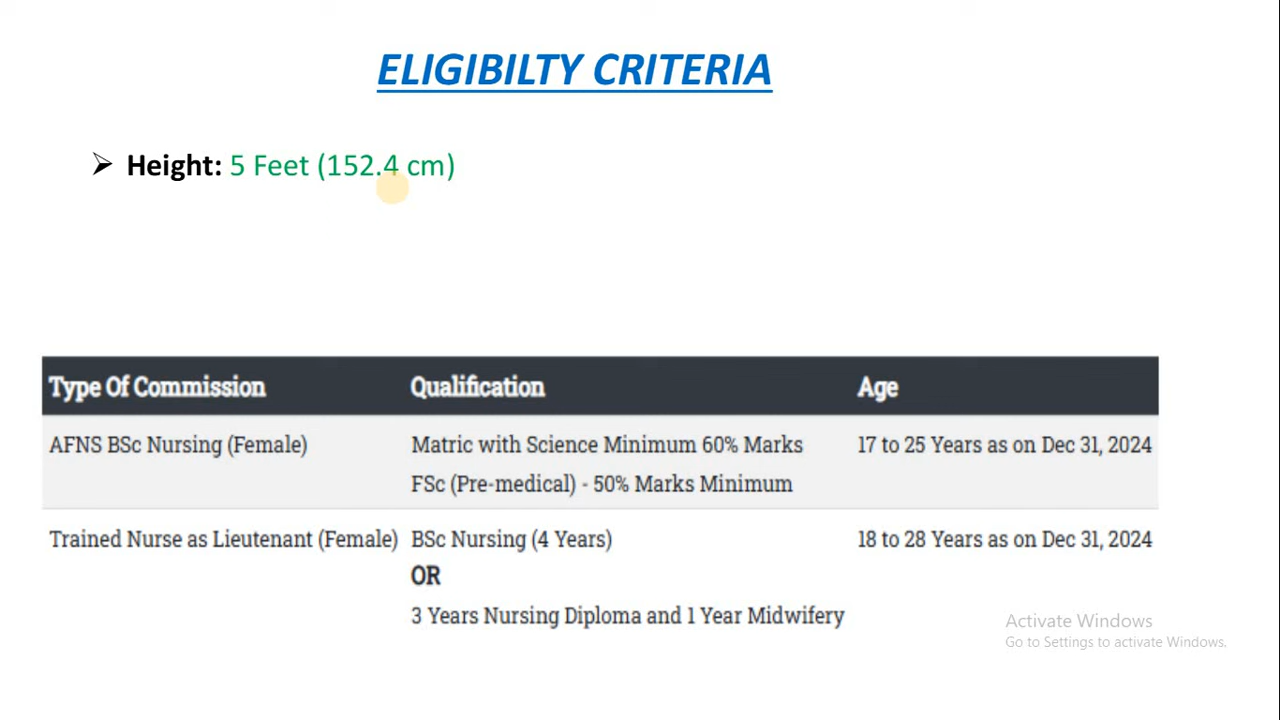 ELIGIBILTY CRITERIA
Height: 5 Feet (152.4 cm)
Type Of Commission Qualification Age
AFNS BSc Nursing (Female) Matric with Science Minimum 60% Marks 17 to 25 Years as on Dec 31, 2024
FSc (Pre-medical) - 50% Marks Minimum
Trained Nurse as Lieutenant (Female) BSc Nursing (4 Years) 18 to 28 Years as on Dec 31, 2024
OR
3 Years Nursing Diploma and 1 Year Midwifery
Activate Windows
Go to Settings to activate Windows.